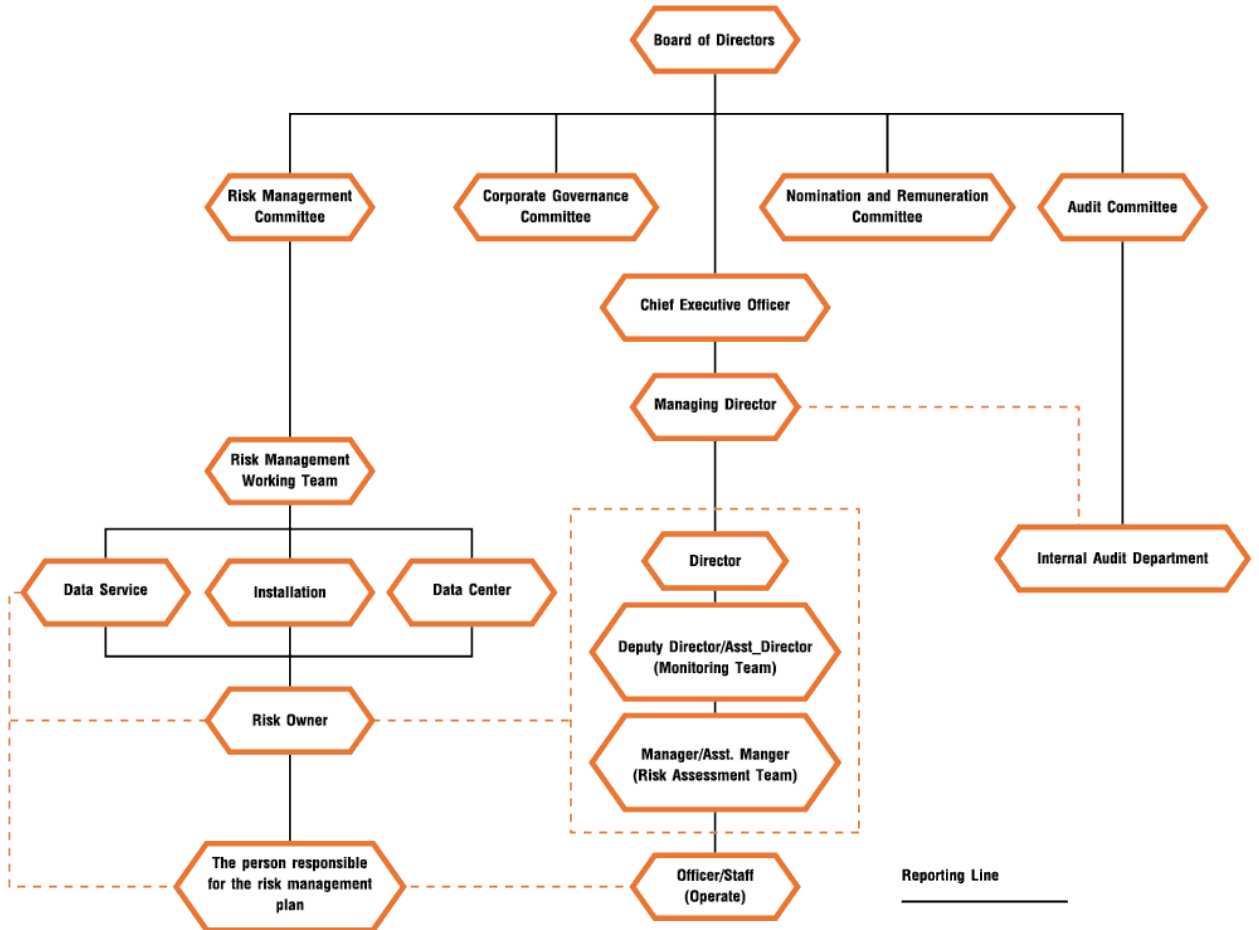 Board of Directors
Risk Managerment
Committee
Corporate Governance
Committee
Nomination and Remuneration
Committee
Audit Committee
Chief Executive Officer
Managing Director
Risk Management
Working Team
Internal Audit Department
Data Service
Installation
Data Center
Director
Deputy Director/Asst_Director
(Monitoring Team)
Risk Owner
Manager/Asst. Manger
(Risk Assessment Team)
The person responsible
for the risk management
plan
Officer/Staff
(Operate)
Reporting Line